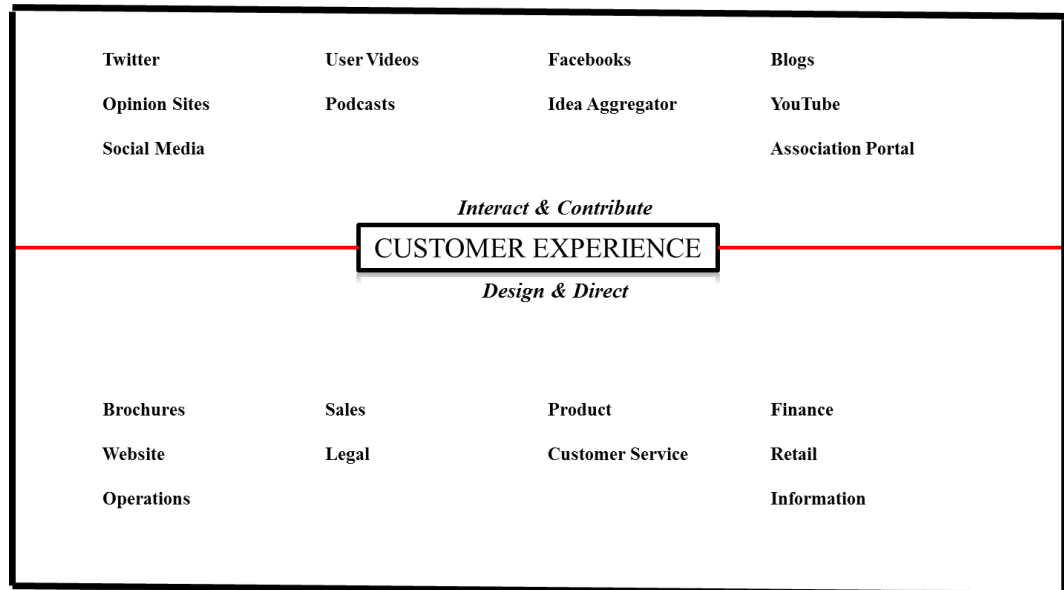 Twitter User Videos Facebooks Blogs
Opinion Sites Podcasts Idea Aggregator YouTube
Social Media Association Portal
Interact & Contribute
CUSTOMER EXPERIENCE
Design & Direct
Brochures Sales Product Finance
Website Legal Customer Service Retail
Operations Information